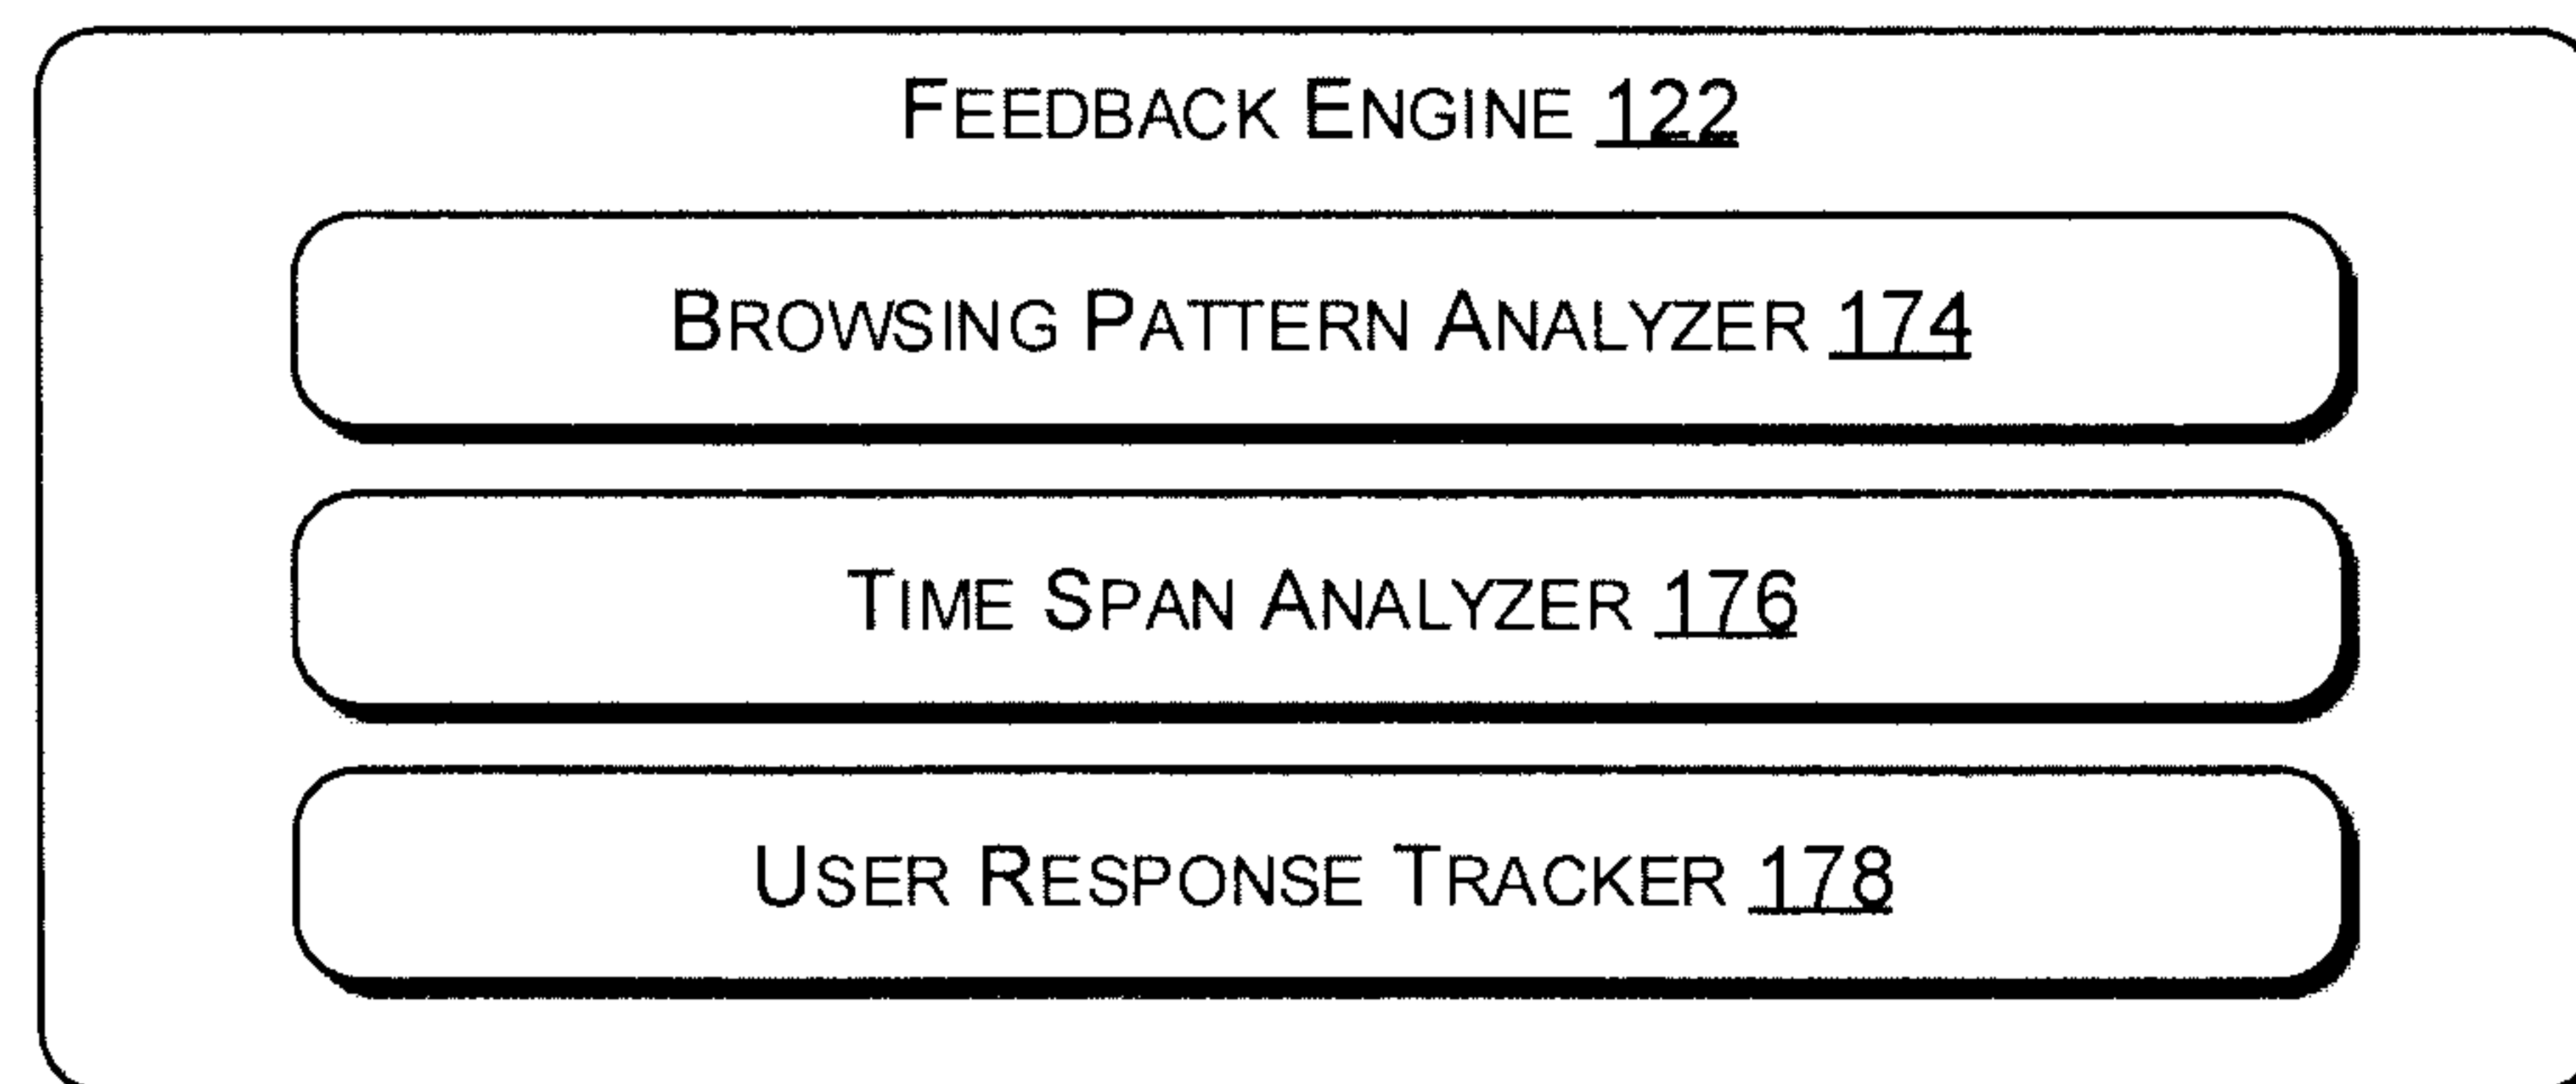 FEEDBACK ENGINE 122
BROWSING PATTERN ANALYZER 174
TIME SPAN ANALYZER 176
USER RESPONSE TRACKER 178